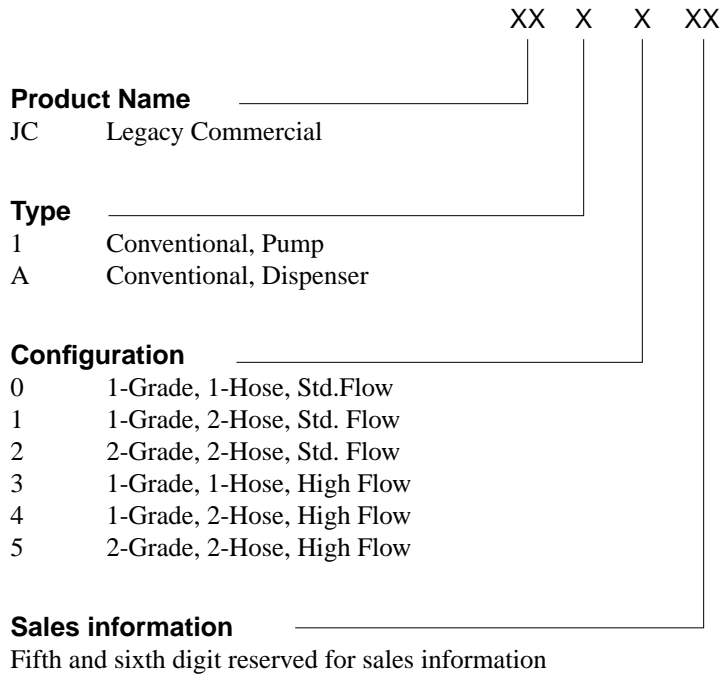 XX X X XX
Product Name
JC Legacy Commercial
Type
1 Conventional, Pump
A Conventional, Dispenser
Configuration
0 1-Grade, 1-Hose, Std.Flow
1 1-Grade, 2-Hose, Std. Flow
2 2-Grade, 2-Hose, Std. Flow
3 1-Grade, 1-Hose, High Flow
4 1-Grade, 2-Hose, High Flow
5 2-Grade, 2-Hose, High Flow
Sales information
Fifth and sixth digit reserved for sales information